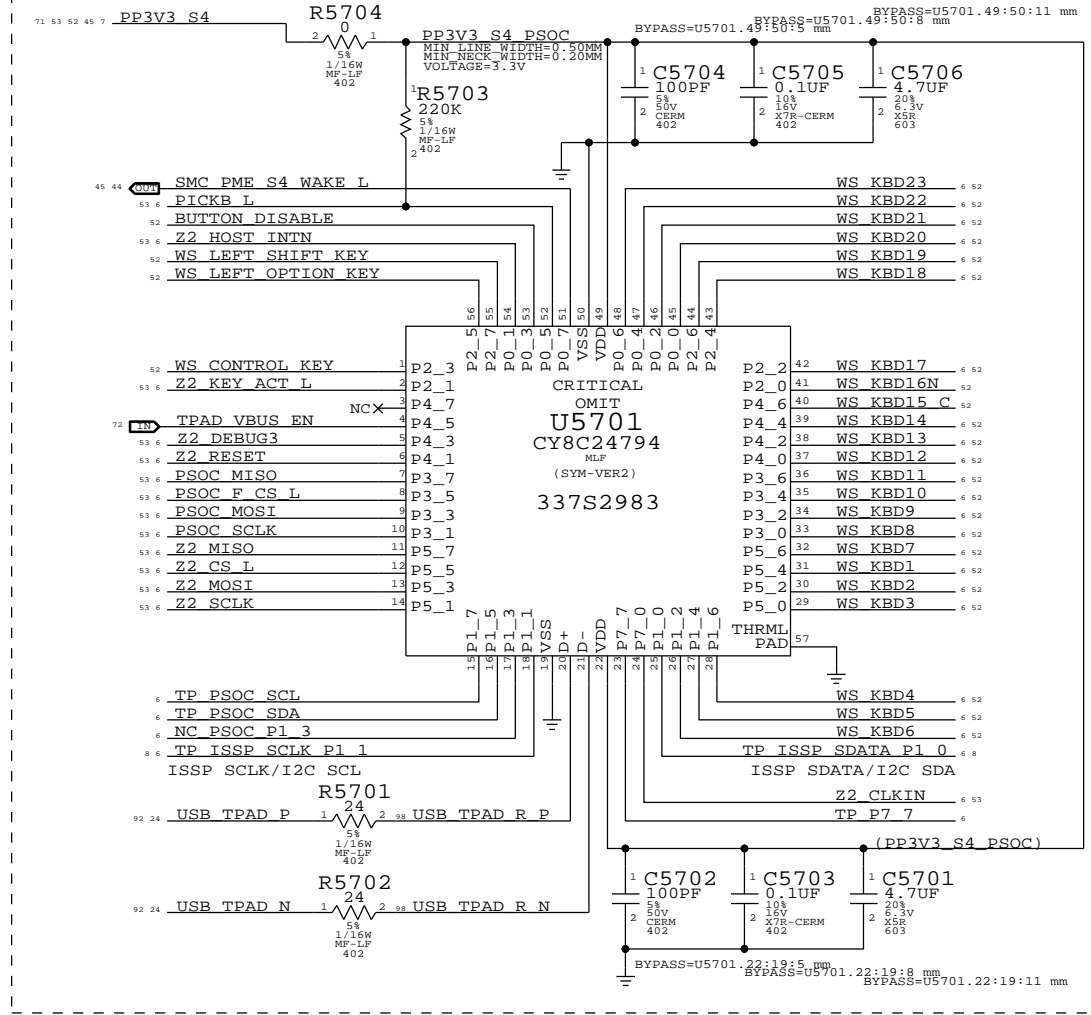 BYPASS=U5701.49:50:11 mm
BYPASS=U5701.49:50:8 mm
BYPASS=U5701.49:50:5 mm
71 53 52 45 7 PP3V3_S4
R5704
0
2 1
5%
1/16W
MF-LF
402
PP3V3_S4_PSOC
MIN_LINE_WIDTH=0.50MM
MIN_NECK_WIDTH=0.20MM
VOLTAGE=3.3V
1 R5703
220K
5%
1/16W
MF-LF
2 402
1 C5704
100PF
5%
50V
2 CERM
402
1 C5705
0.1UF
10%
16V
2 X7R-CERM
402
1 C5706
4.7UF
20%
6.3V
2 X5R
603
45 44 OUT SMC_PME_S4_WAKE_L
53 6 PICKB_L
52 BUTTON_DISABLE
53 6 Z2_HOST_INTN
52 WS_LEFT_SHIFT_KEY
52 WS_LEFT_OPTION_KEY
WS_KBD23 6 52
WS_KBD22 6 52
WS_KBD21 6 52
WS_KBD20 6 52
WS_KBD19 6 52
WS_KBD18 6 52
56 55 54 53 52 51 50 49 48 47 46 45 44 43
P2_5 P2_7 P0_1 P0_3 P0_5 P0_7 VSS VDD P0_6 P0_4 P0_2 P0_0 P2_6 P2_4
52 WS_CONTROL_KEY 1 P2_3
53 6 Z2_KEY_ACT_L 2 P2_1
NC 3 P4_7
72 IN TPAD_VBUS_EN 4 P4_5
53 6 Z2_DEBUG3 5 P4_3
53 6 Z2_RESET 6 P4_1
53 6 PSOC_MISO 7 P3_7
53 6 PSOC_F_CS_L 8 P3_5
53 6 PSOC_MOSI 9 P3_3
53 6 PSOC_SCLK 10 P3_1
53 6 Z2_MISO 11 P5_7
53 6 Z2_CS_L 12 P5_5
53 6 Z2_MOSI 13 P5_3
53 6 Z2_SCLK 14 P5_1
CRITICAL
OMIT
U5701
CY8C24794
MLF
(SYM-VER2)
337S2983
P2_2 42 WS_KBD17 6 52
P2_0 41 WS_KBD16N 52
P4_6 40 WS_KBD15_C 52
P4_4 39 WS_KBD14 6 52
P4_2 38 WS_KBD13 6 52
P4_0 37 WS_KBD12 6 52
P3_6 36 WS_KBD11 6 52
P3_4 35 WS_KBD10 6 52
P3_2 34 WS_KBD9 6 52
P3_0 33 WS_KBD8 6 52
P5_6 32 WS_KBD7 6 52
P5_4 31 WS_KBD1 6 52
P5_2 30 WS_KBD2 6 52
P5_0 29 WS_KBD3 6 52
THRML
PAD 57
P1_7 P1_5 P1_3 P1_1 VSS D+ D- VDD P7_7 P7_0 P1_0 P1_2 P1_4 P1_6
15 16 17 18 19 20 21 22 23 24 25 26 27 28
6 TP_PSOC_SCL
6 TP_PSOC_SDA
6 NC_PSOC_P1_3
8 6 TP_ISSP_SCLK_P1_1
ISSP SCLK/I2C SCL
WS_KBD4 6 52
WS_KBD5 6 52
WS_KBD6 6 52
TP_ISSP_SDATA_P1_0 6 8
ISSP SDATA/I2C SDA
Z2_CLKIN 6 53
TP_P7_7 6
R5701
24
92 24 USB_TPAD_P 1 2 98 USB_TPAD_R_P
5%
1/16W
MF-LF
402
R5702
24
92 24 USB_TPAD_N 1 2 98 USB_TPAD_R_N
5%
1/16W
MF-LF
402
(PP3V3_S4_PSOC)
1 C5702
100PF
5%
50V
2 CERM
402
1 C5703
0.1UF
10%
16V
2 X7R-CERM
402
1 C5701
4.7UF
20%
6.3V
2 X5R
603
BYPASS=U5701.22:19:5 mm
BYPASS=U5701.22:19:8 mm
BYPASS=U5701.22:19:11 mm